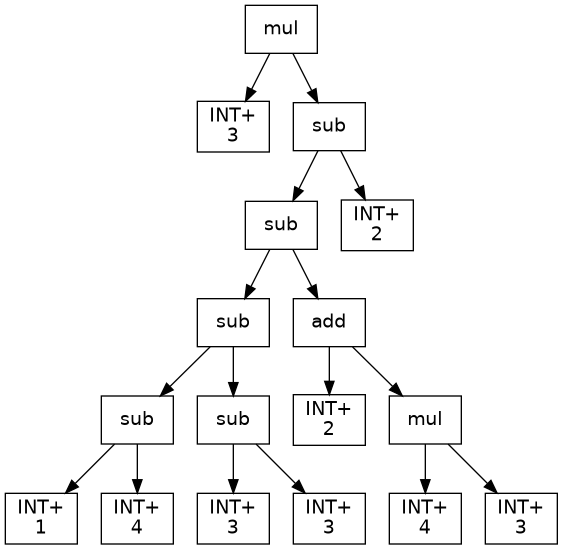 mul
INT+
3
sub
sub
INT+
2
sub
add
sub
sub
INT+
2
mul
INT+
1
INT+
4
INT+
3
INT+
3
INT+
4
INT+
3